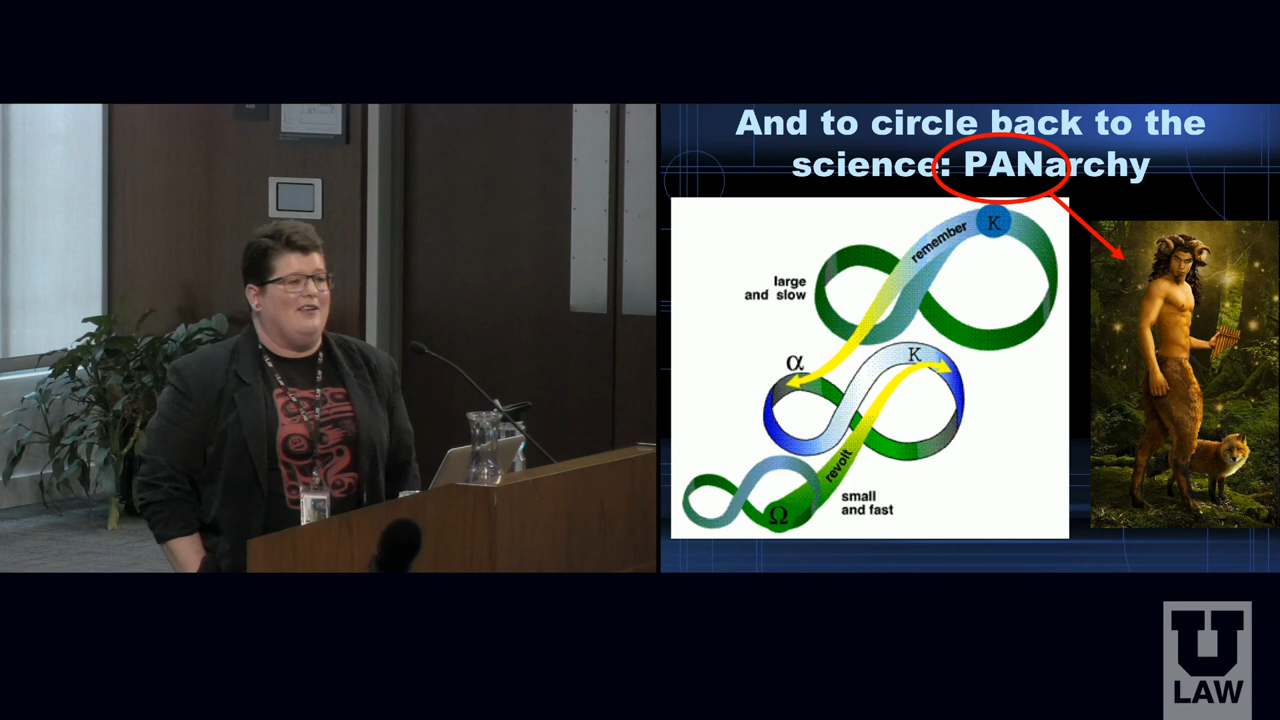 And to circle back to the
science: PANarchy
K
remember
large
and slow
α
K
revolt
small
and fast
Ω
U
LAW